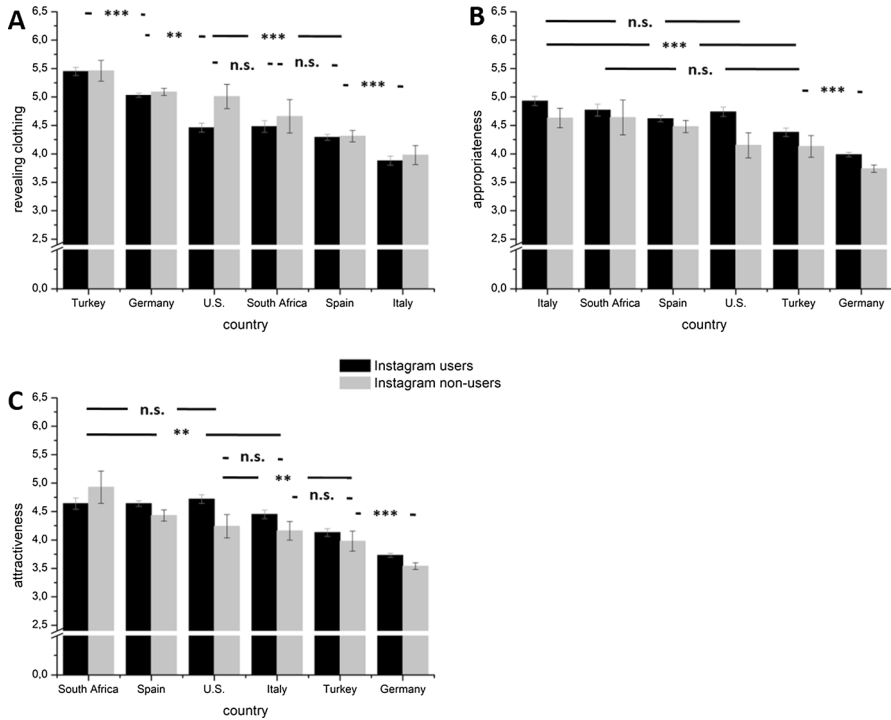 A
revealing clothing
6,5
6,0
5,5
5,0
4,5
4,0
3,5
3,0
2,5
0,0
***
**
***
n.s.
n.s.
***
Turkey Germany U.S. South Africa Spain Italy
country
B
appropriateness
6,5
6,0
5,5
5,0
4,5
4,0
3,5
3,0
2,5
0,0
n.s.
***
n.s.
***
Italy South Africa Spain U.S. Turkey Germany
country
Instagram users
Instagram non-users
C
attractiveness
6,5
6,0
5,5
5,0
4,5
4,0
3,5
3,0
2,5
0,0
n.s.
**
n.s.
**
n.s.
***
South Africa Spain U.S. Italy Turkey Germany
country